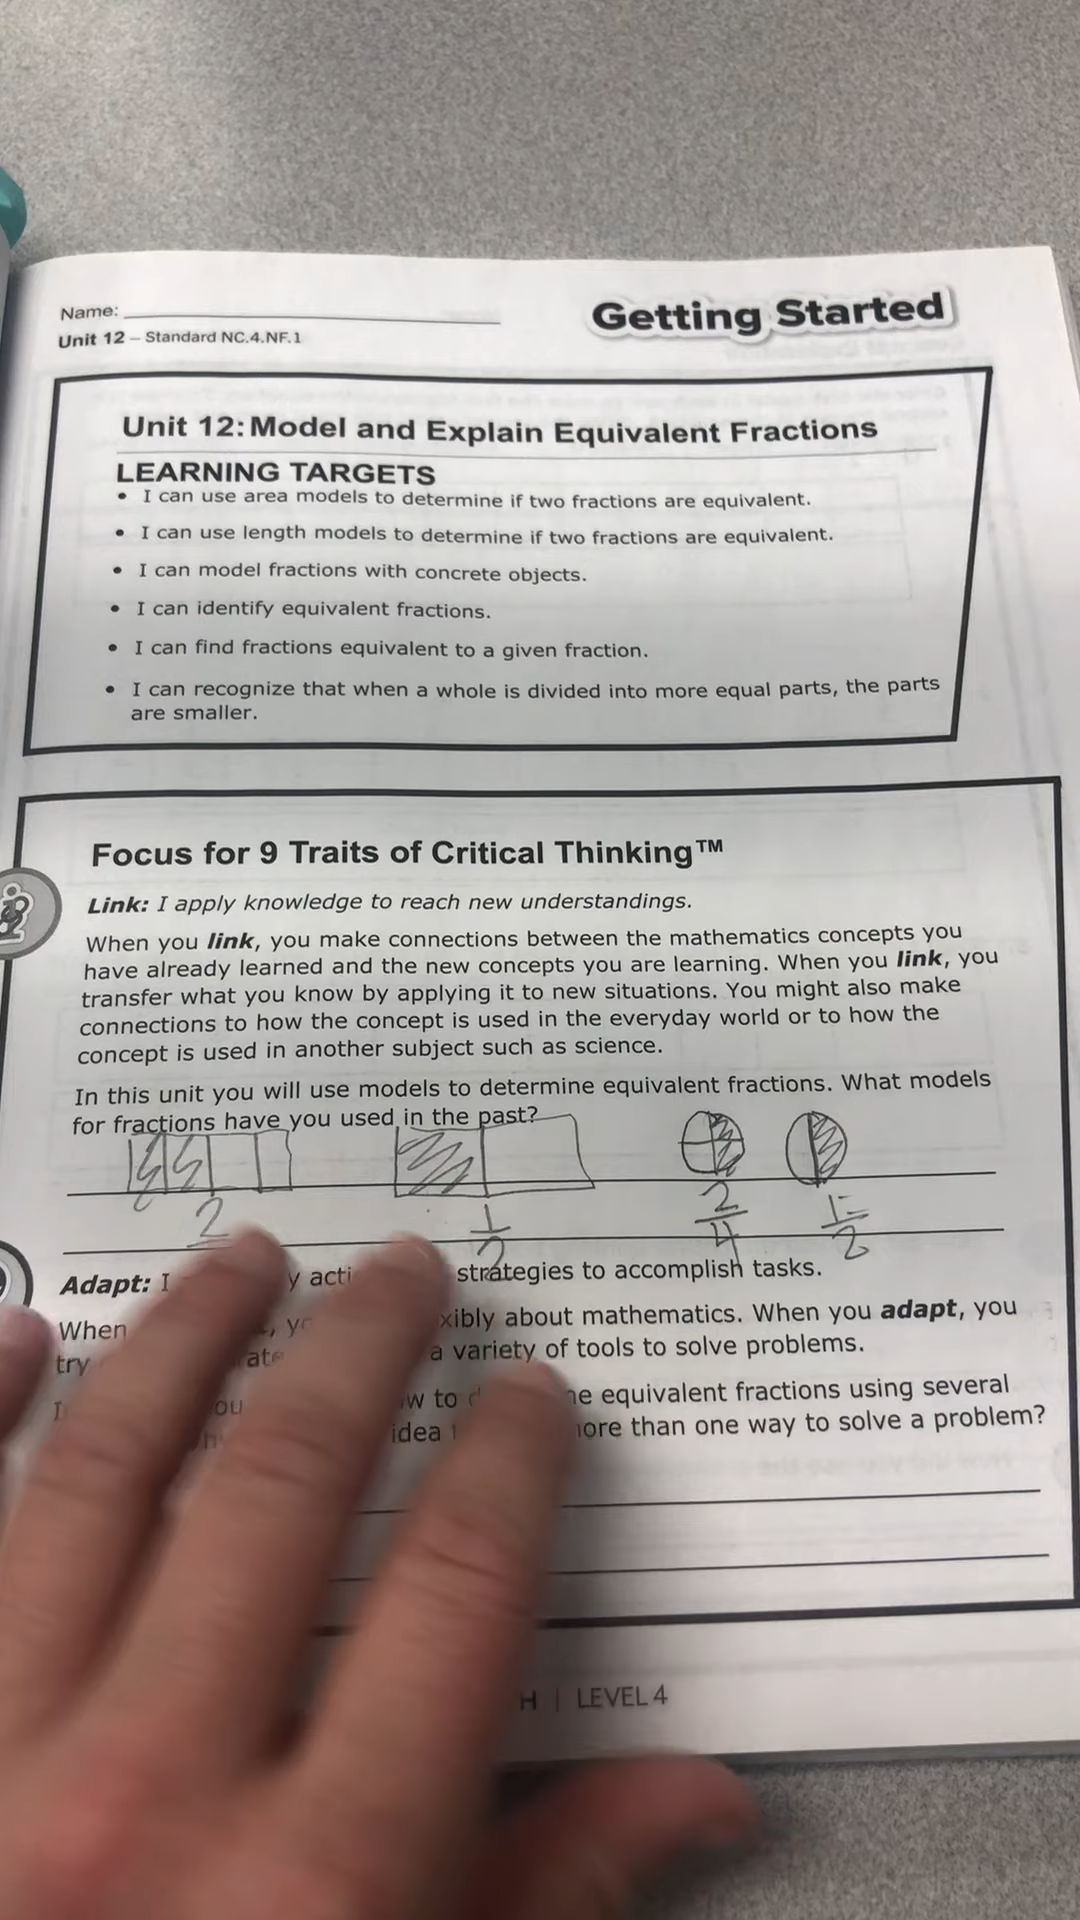 Name:
Getting Started
Unit 12 – Standard NC.4.NF.1
Unit 12: Model and Explain Equivalent Fractions
LEARNING TARGETS
• I can use area models to determine if two fractions are equivalent.
• I can use length models to determine if two fractions are equivalent.
• I can model fractions with concrete objects.
• I can identify equivalent fractions.
• I can find fractions equivalent to a given fraction.
• I can recognize that when a whole is divided into more equal parts, the parts
are smaller.
Focus for 9 Traits of Critical Thinking™
Link: I apply knowledge to reach new understandings.
When you link, you make connections between the mathematics concepts you
have already learned and the new concepts you are learning. When you link, you
transfer what you know by applying it to new situations. You might also make
connections to how the concept is used in the everyday world or to how the
concept is used in another subject such as science.
In this unit you will use models to determine equivalent fractions. What models
for fractions have you used in the past?
2 1/2 2/4 1/2
Adapt: I strategies to accomplish tasks.
When about mathematics. When you adapt, you
try a variety of tools to solve problems.
to equivalent fractions using several
idea more than one way to solve a problem?
LEVEL 4